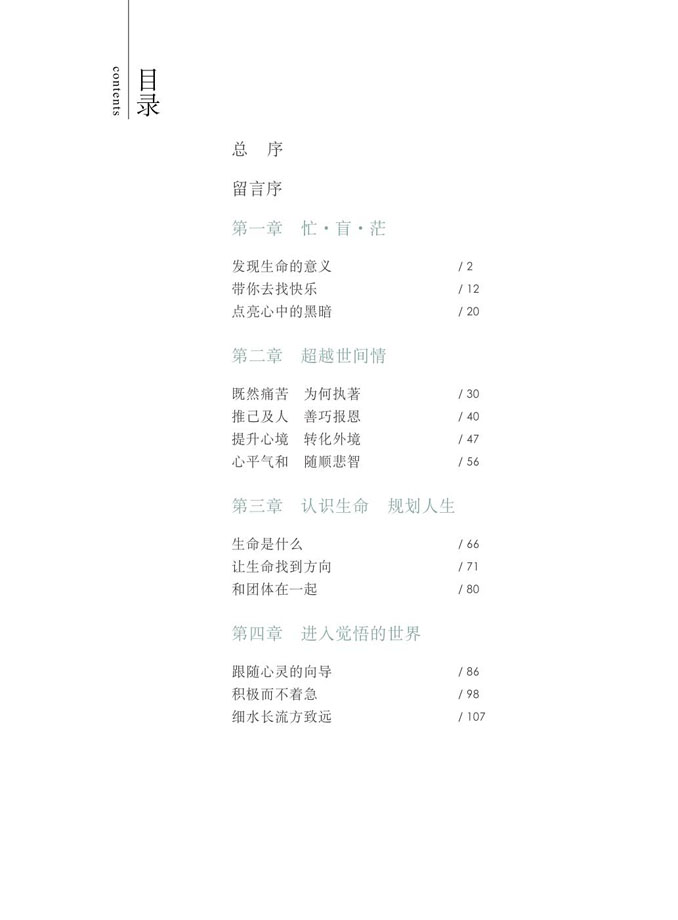 目录
contents
总 序
留言序
第一章 忙·盲·茫
发现生命的意义 / 2
带你去找快乐 / 12
点亮心中的黑暗 / 20
第二章 超越世间情
既然痛苦 为何执著 / 30
推己及人 善巧报恩 / 40
提升心境 转化外境 / 47
心平气和 随顺悲智 / 56
第三章 认识生命 规划人生
生命是什么 / 66
让生命找到方向 / 71
和团体在一起 / 80
第四章 进入觉悟的世界
跟随心灵的向导 / 86
积极而不着急 / 98
细水长流方致远 / 107